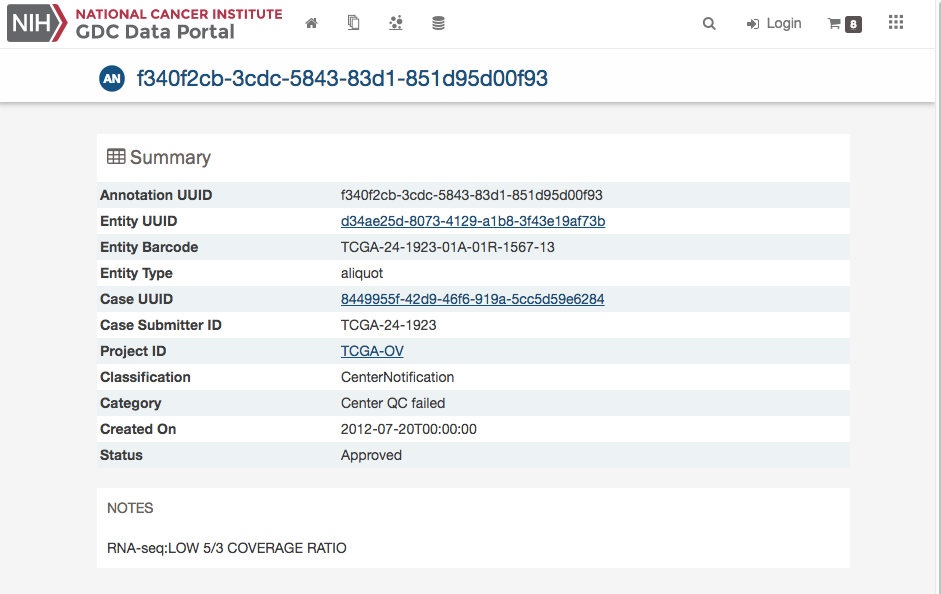 NIH NATIONAL CANCER INSTITUTE
GDC Data Portal
Login
8
AN f340f2cb-3cdc-5843-83d1-851d95d00f93
Summary
Annotation UUID f340f2cb-3cdc-5843-83d1-851d95d00f93
Entity UUID d34ae25d-8073-4129-a1b8-3f43e19af73b
Entity Barcode TCGA-24-1923-01A-01R-1567-13
Entity Type aliquot
Case UUID 8449955f-42d9-46f6-919a-5cc5d59e6284
Case Submitter ID TCGA-24-1923
Project ID TCGA-OV
Classification CenterNotification
Category Center QC failed
Created On 2012-07-20T00:00:00
Status Approved
NOTES
RNA-seq:LOW 5/3 COVERAGE RATIO